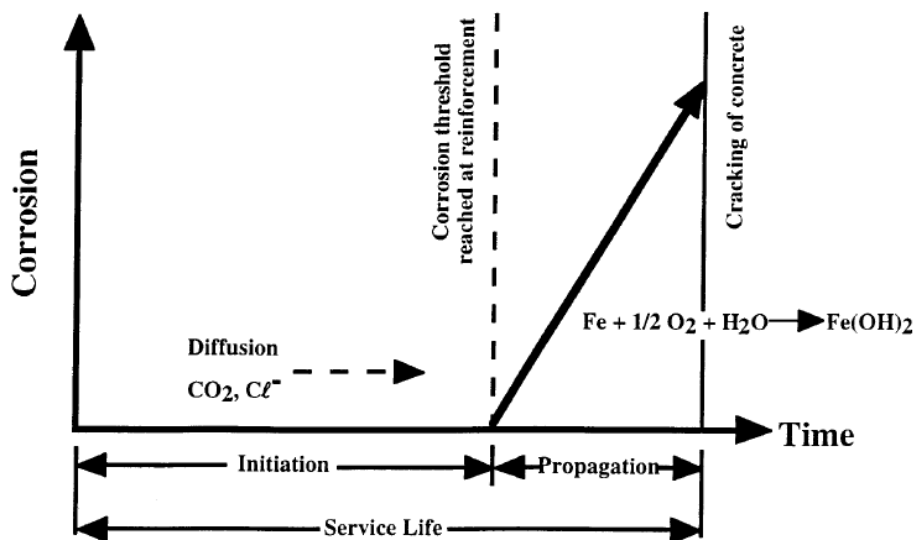 Corrosion
Corrosion threshold
reached at reinforcement
Cracking of concrete
Fe + 1/2 O2 + H2O → Fe(OH)2
Diffusion
CO2, Cℓ-
Time
Initiation
Propagation
Service Life